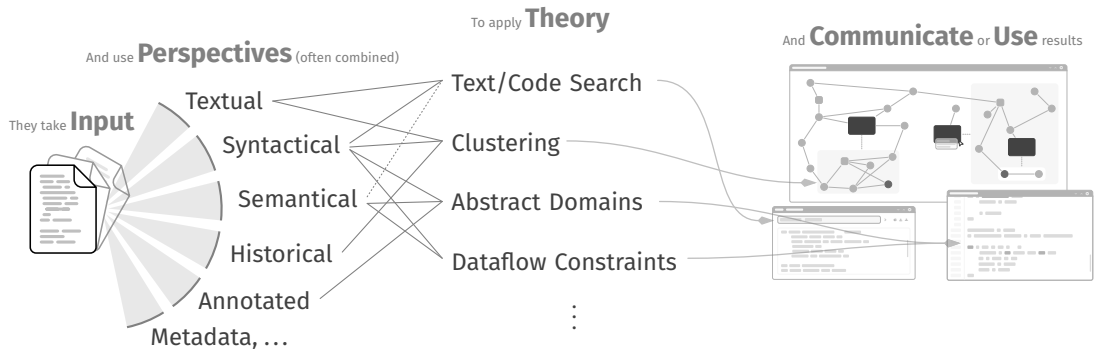 They take Input
And use Perspectives (often combined)
Textual
Syntactical
Semantical
Historical
Annotated
Metadata, ...
To apply Theory
Text/Code Search
Clustering
Abstract Domains
Dataflow Constraints
⋮
And Communicate or Use results